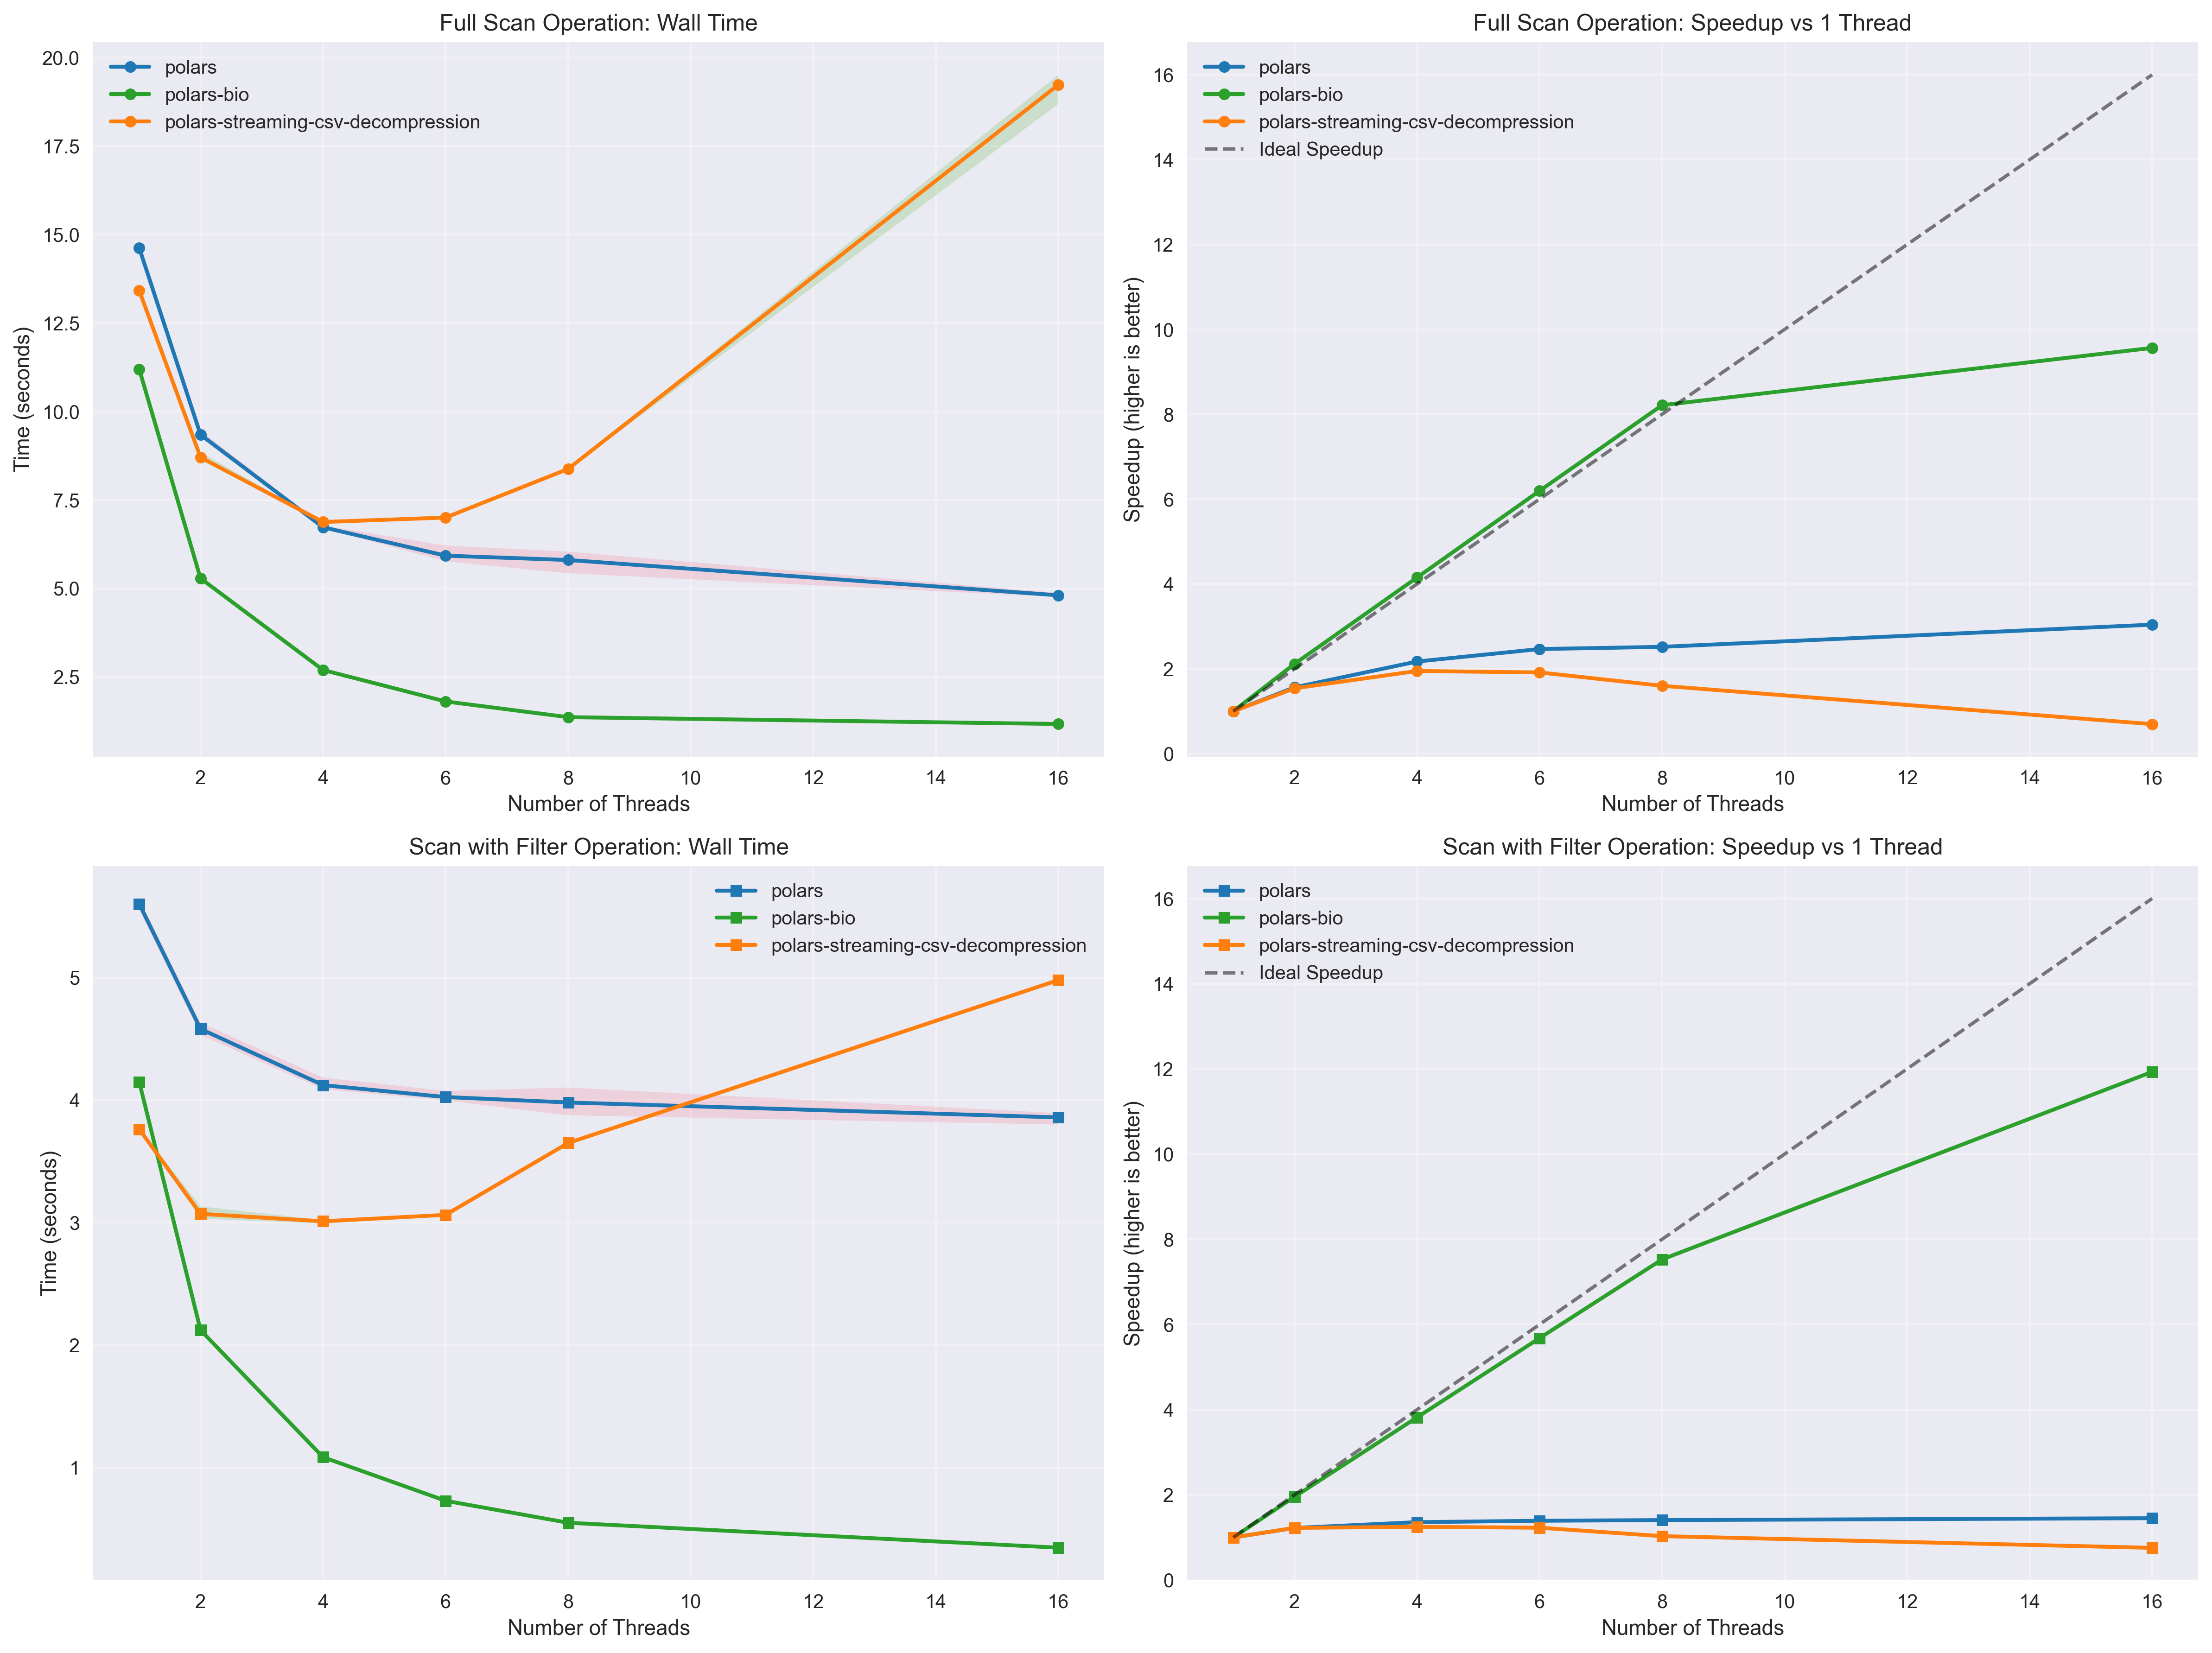 Full Scan Operation: Wall Time
20.0
17.5
15.0
12.5
10.0
7.5
5.0
2.5
Time (seconds)
polars
polars-bio
polars-streaming-csv-decompression
2 4 6 8 10 12 14 16
Number of Threads
Full Scan Operation: Speedup vs 1 Thread
16
14
12
10
8
6
4
2
0
Speedup (higher is better)
polars
polars-bio
polars-streaming-csv-decompression
Ideal Speedup
2 4 6 8 10 12 14 16
Number of Threads
Scan with Filter Operation: Wall Time
5
4
3
2
1
Time (seconds)
polars
polars-bio
polars-streaming-csv-decompression
2 4 6 8 10 12 14 16
Number of Threads
Scan with Filter Operation: Speedup vs 1 Thread
16
14
12
10
8
6
4
2
0
Speedup (higher is better)
polars
polars-bio
polars-streaming-csv-decompression
Ideal Speedup
2 4 6 8 10 12 14 16
Number of Threads